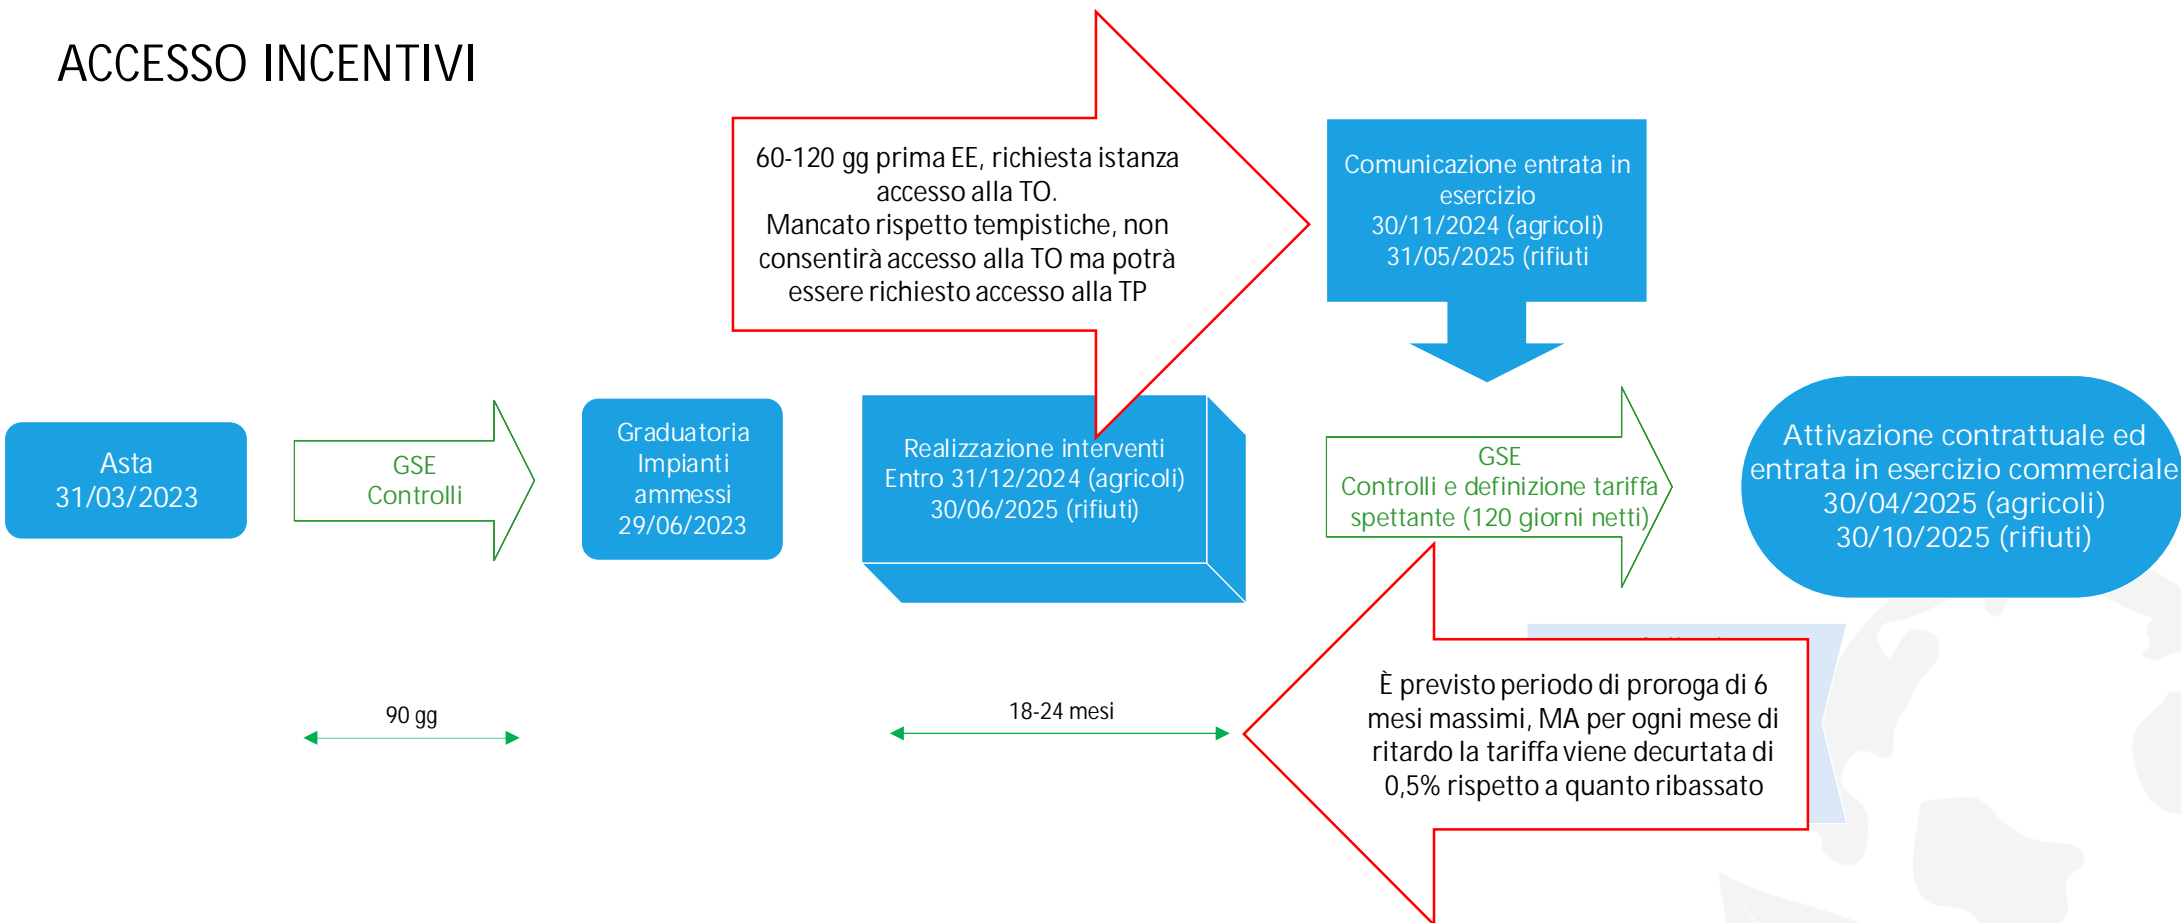 ACCESSO INCENTIVI
60-120 gg prima EE, richiesta istanza
accesso alla TO.
Mancato rispetto tempistiche, non
consentirà accesso alla TO ma potrà
essere richiesto accesso alla TP
Comunicazione entrata in
esercizio
30/11/2024 (agricoli)
31/05/2025 (rifiuti
Asta
31/03/2023
GSE
Controlli
Graduatoria
Impianti
ammessi
29/06/2023
Realizzazione interventi
Entro 31/12/2024 (agricoli)
30/06/2025 (rifiuti)
GSE
Controlli e definizione tariffa
spettante (120 giorni netti)
Attivazione contrattuale ed
entrata in esercizio commerciale
30/04/2025 (agricoli)
30/10/2025 (rifiuti)
90 gg
18-24 mesi
È previsto periodo di proroga di 6
mesi massimi, MA per ogni mese di
ritardo la tariffa viene decurtata di
0,5% rispetto a quanto ribassato